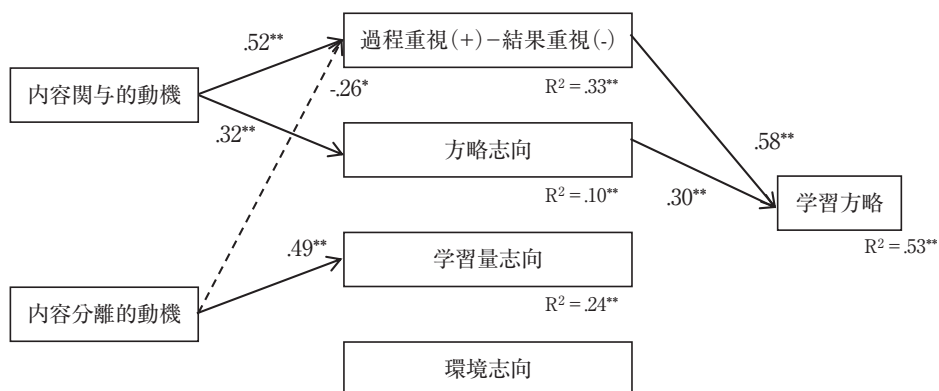 過程重視(+)−結果重視(-)
.52**
R² = .33**
内容関与的動機
-.26*
.32**
方略志向
.58**
R² = .10**
.30**
学習方略
R² = .53**
.49**
学習量志向
R² = .24**
内容分離的動機
環境志向